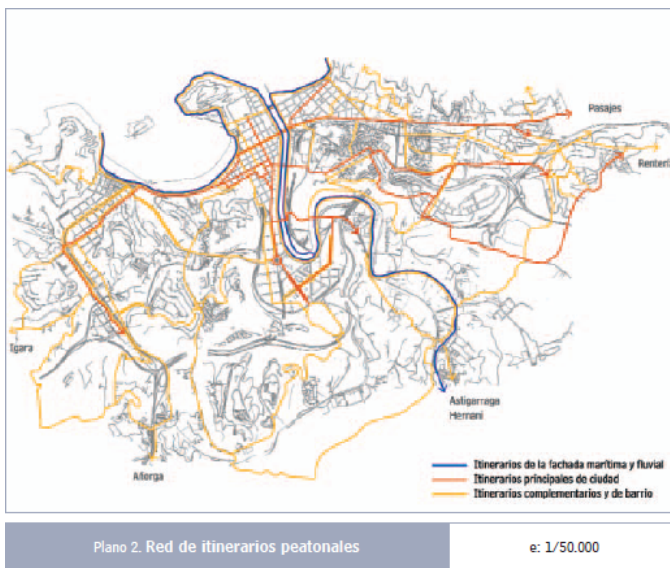 Pasajes
Rentería
Igara
Astigarraga
Hernani
Añorga
Itinerarios de la fachada marítima y fluvial
Itinerarios principales de ciudad
Itinerarios complementarios y de barrio
Plano 2. Red de itinerarios peatonales
e: 1/50.000